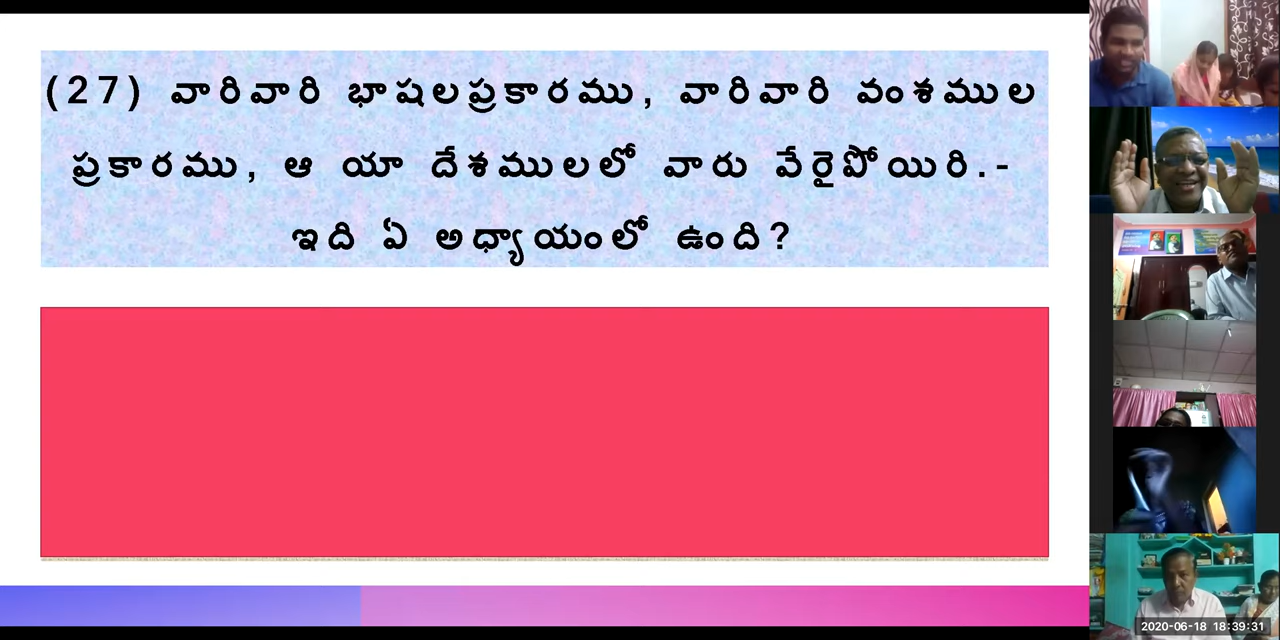 (27) వారివారి భాషలప్రకారము, వారివారి వంశముల
ప్రకారము, ఆ యా దేశములలో వారు వేరైపోయిరి.-
ఇది ఏ అధ్యాయంలో ఉంది?
2020-06-18 18:39:31